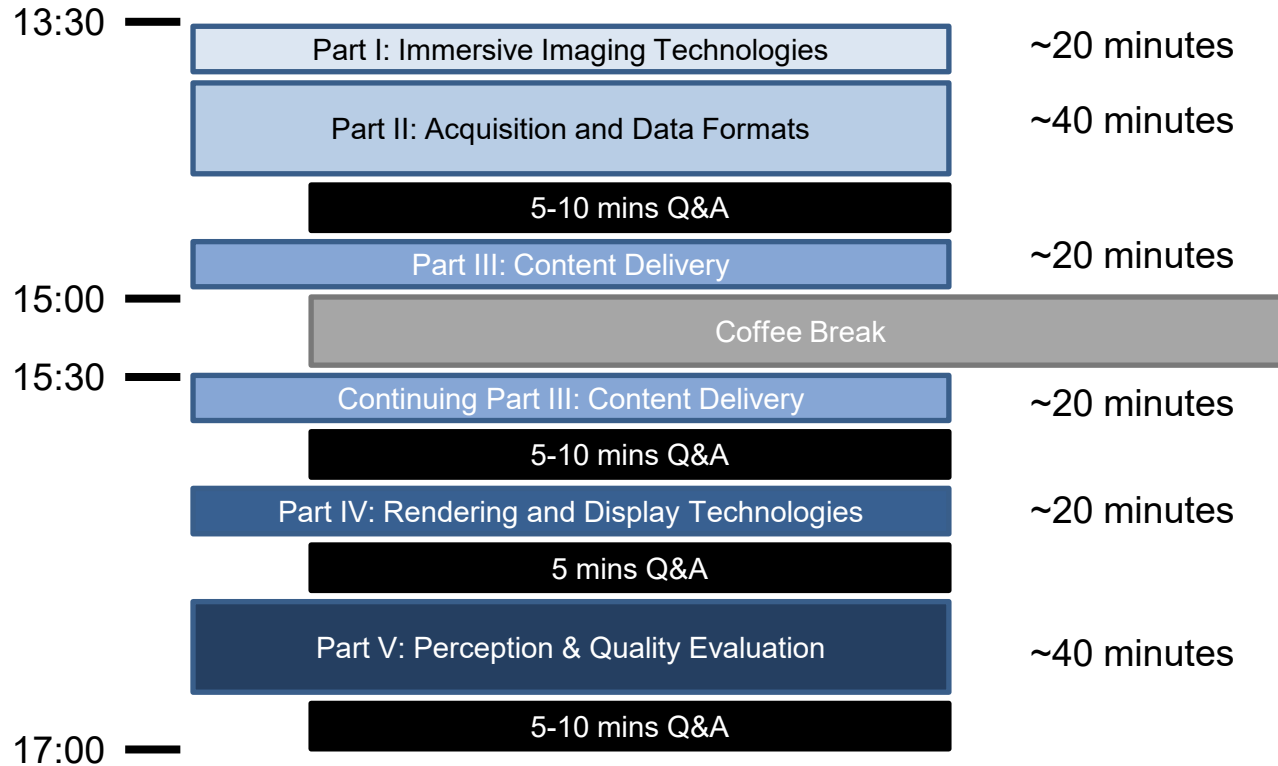 13:30
Part I: Immersive Imaging Technologies
~20 minutes
Part II: Acquisition and Data Formats
~40 minutes
5-10 mins Q&A
Part III: Content Delivery
~20 minutes
15:00
Coffee Break
15:30
Continuing Part III: Content Delivery
~20 minutes
5-10 mins Q&A
Part IV: Rendering and Display Technologies
~20 minutes
5 mins Q&A
Part V: Perception & Quality Evaluation
~40 minutes
5-10 mins Q&A
17:00